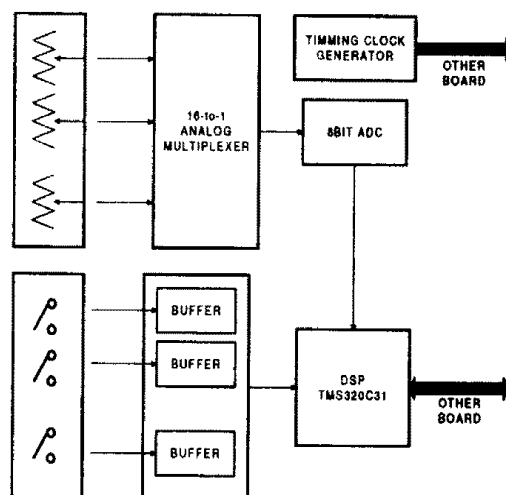 TIMMING CLOCK
GENERATOR
OTHER
BOARD
16-to-1
ANALOG
MULTIPLEXER
8BIT ADC
BUFFER
BUFFER
BUFFER
DSP
TMS320C31
OTHER
BOARD